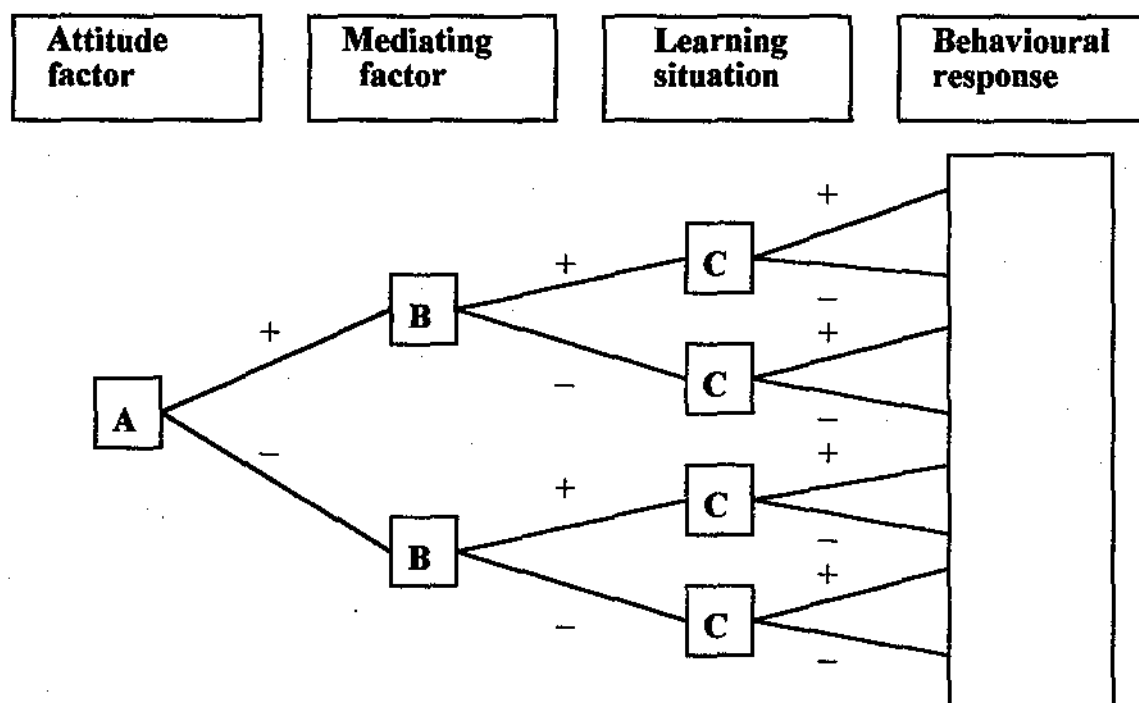 Attitude
factor
Mediating
factor
Learning
situation
Behavioural
response
+
+
C
+
B
−
+
−
C
A
−
−
+
+
C
B
−
+
−
C
−